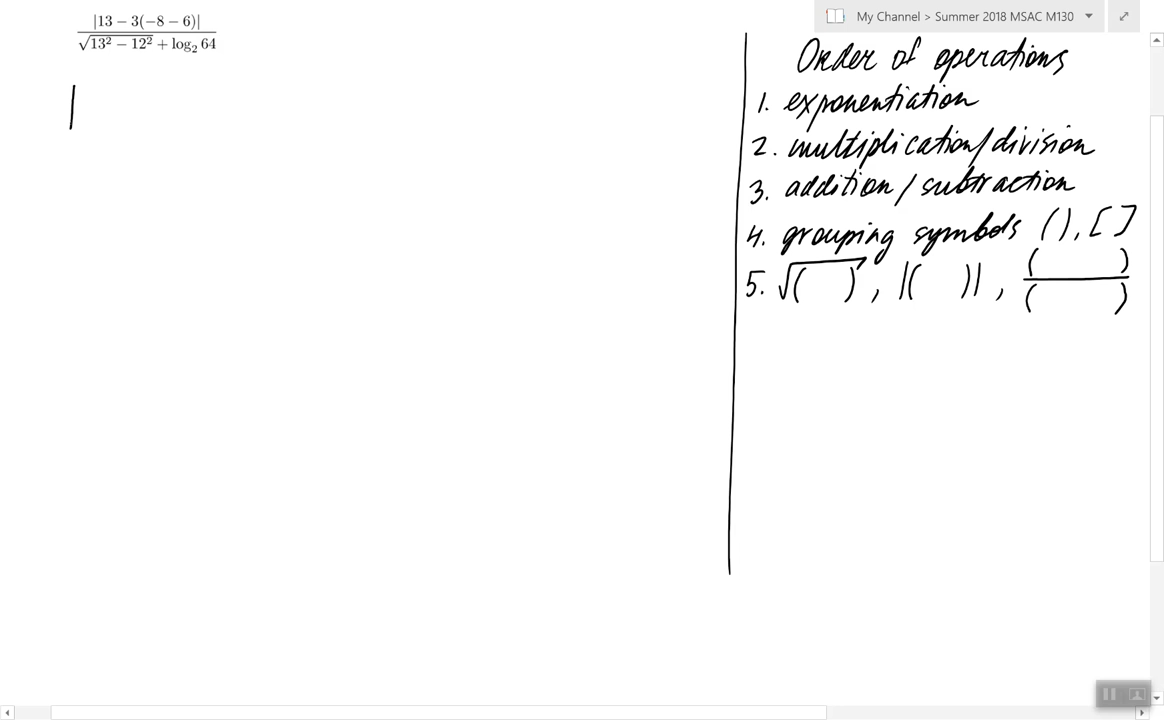 My Channel > Summer 2018 MSAC M130
|13 − 3(−8 − 6)|
√(13² − 12²) + log₂ 64
|
Order of operations
1. exponentiation
2. multiplication/division
3. addition/subtraction
4. grouping symbols ( ), [ ]
5. √( ) , |( )| , ( )/( )